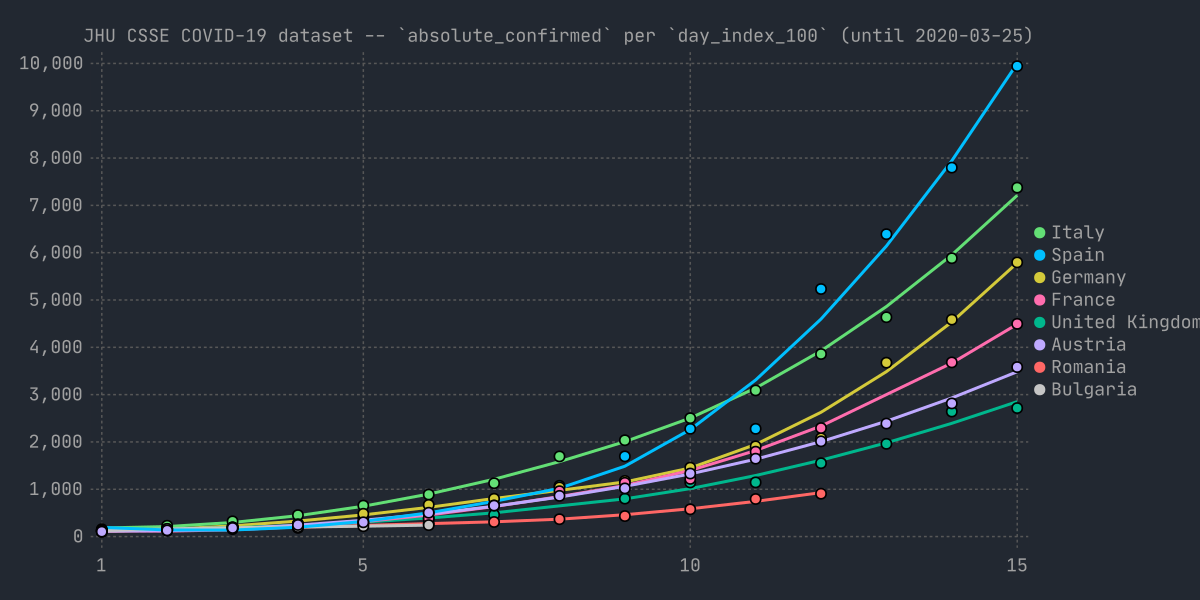 JHU CSSE COVID-19 dataset -- `absolute_confirmed` per `day_index_100` (until 2020-03-25)
10,000
9,000
8,000
7,000
6,000
5,000
4,000
3,000
2,000
1,000
0
1 5 10 15
Italy
Spain
Germany
France
United Kingdom
Austria
Romania
Bulgaria